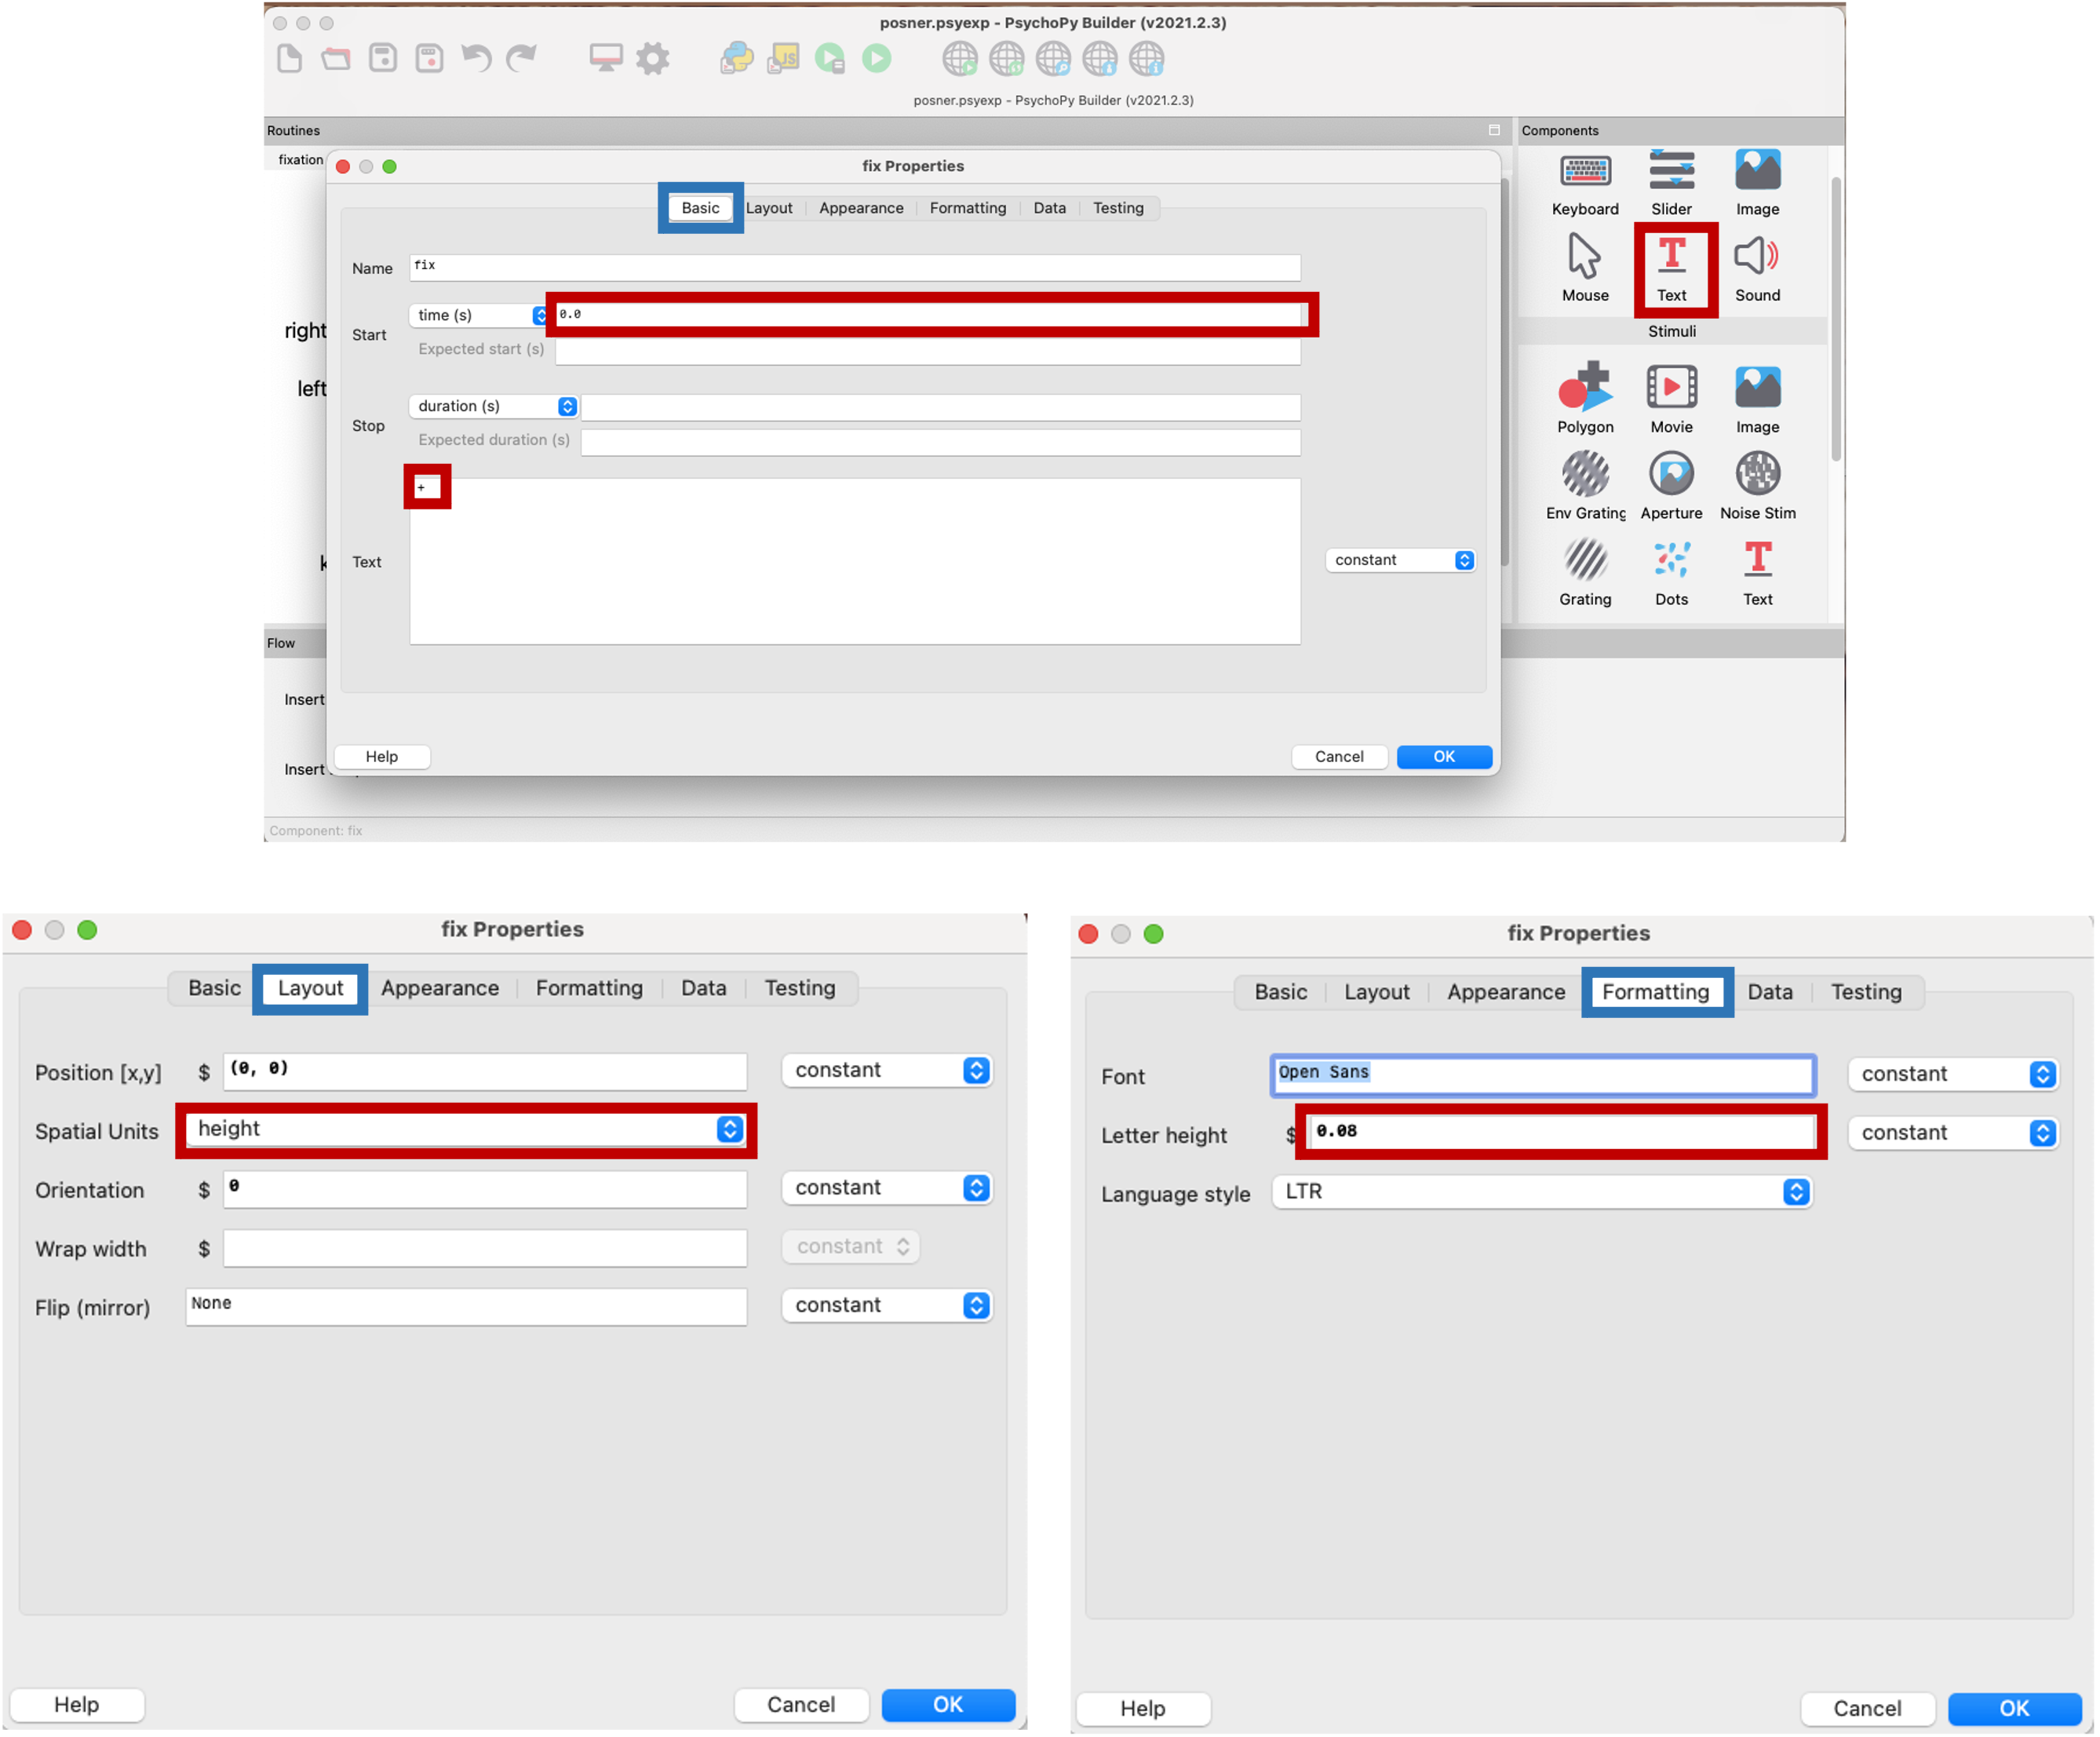 posner.psyexp - PsychoPy Builder (v2021.2.3)
JS
posner.psyexp - PsychoPy Builder (v2021.2.3)
Routines
Components
fixation
right
left
k
fix Properties
Basic Layout Appearance Formatting Data Testing
Name fix
Start time (s) 0.0
Expected start (s)
Stop duration (s)
Expected duration (s)
+
Text constant
Help Cancel OK
Keyboard Slider Image
Mouse Text Sound
Stimuli
Polygon Movie Image
Env Grating Aperture Noise Stim
Grating Dots Text
Flow
Insert
Insert
Component: fix
fix Properties
Basic Layout Appearance Formatting Data Testing
Position [x,y] $ (0, 0) constant
Spatial Units height
Orientation $ 0 constant
Wrap width $ constant
Flip (mirror) None constant
Help Cancel OK
fix Properties
Basic Layout Appearance Formatting Data Testing
Font Open Sans constant
Letter height $ 0.08 constant
Language style LTR
Help Cancel OK